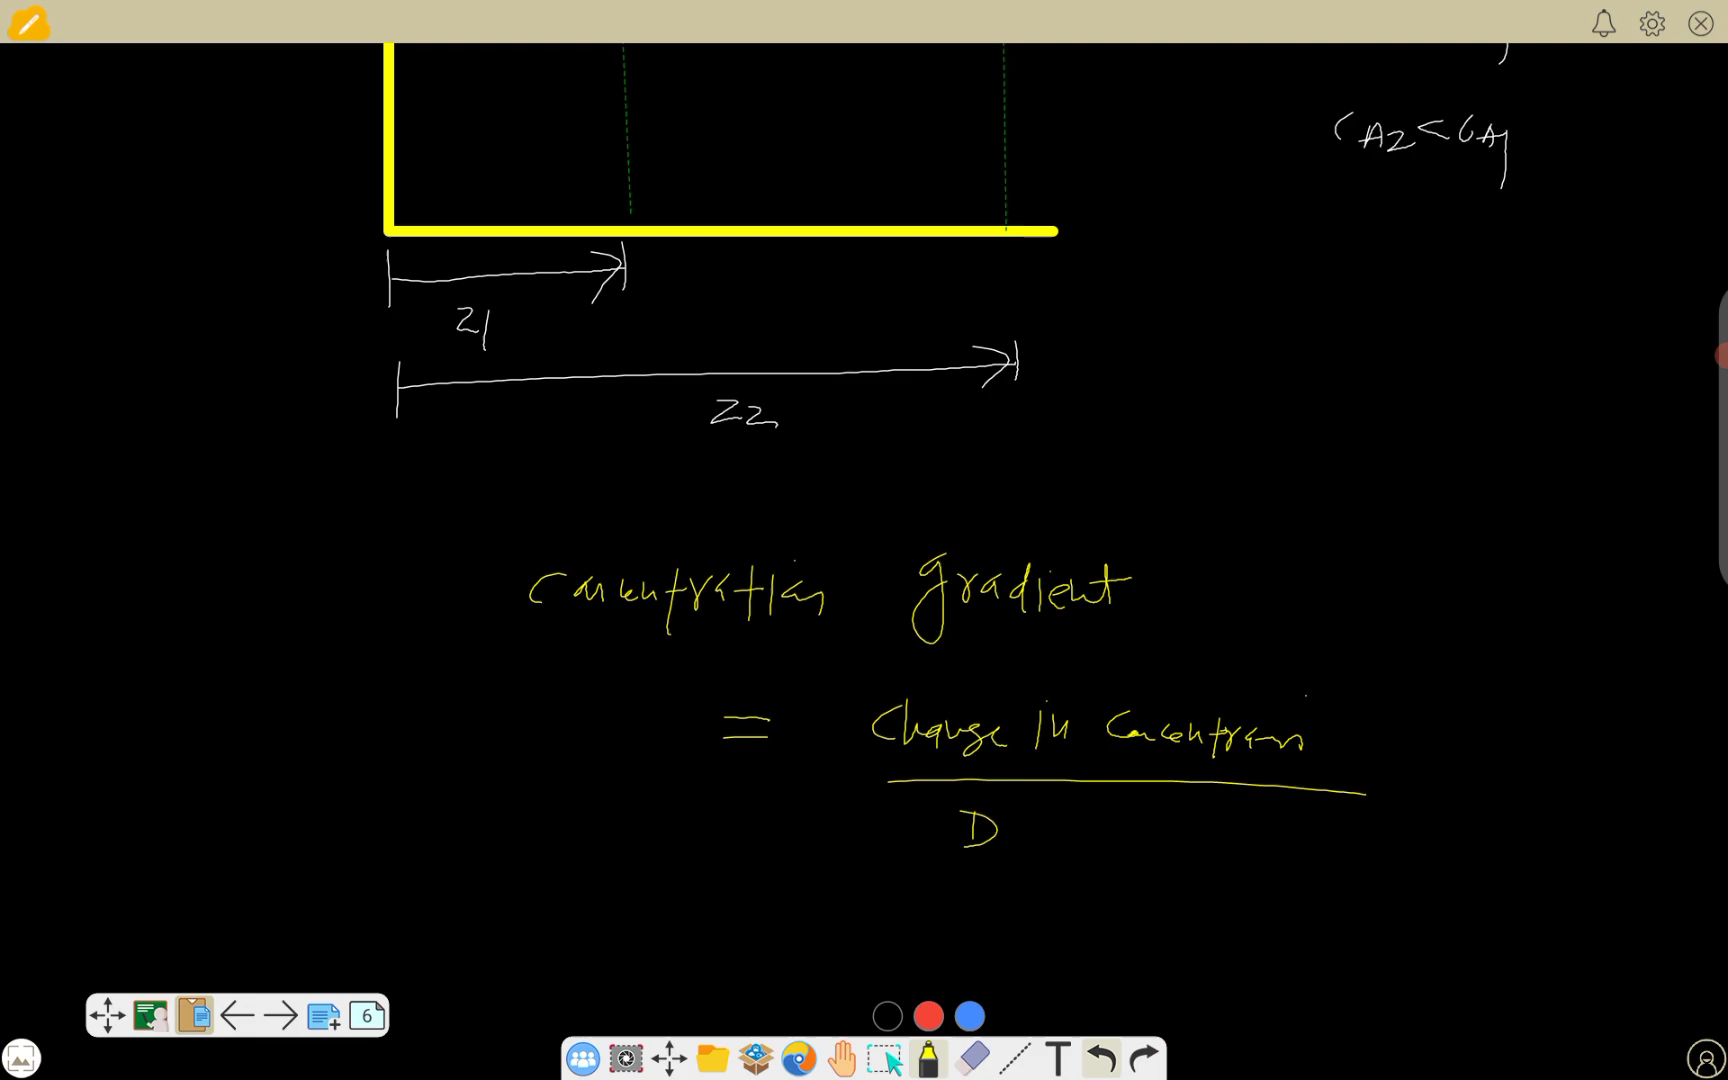 CA2 < CA1
Z1
Z2
Concentration gradient
= Change in Concentration
D
6
T